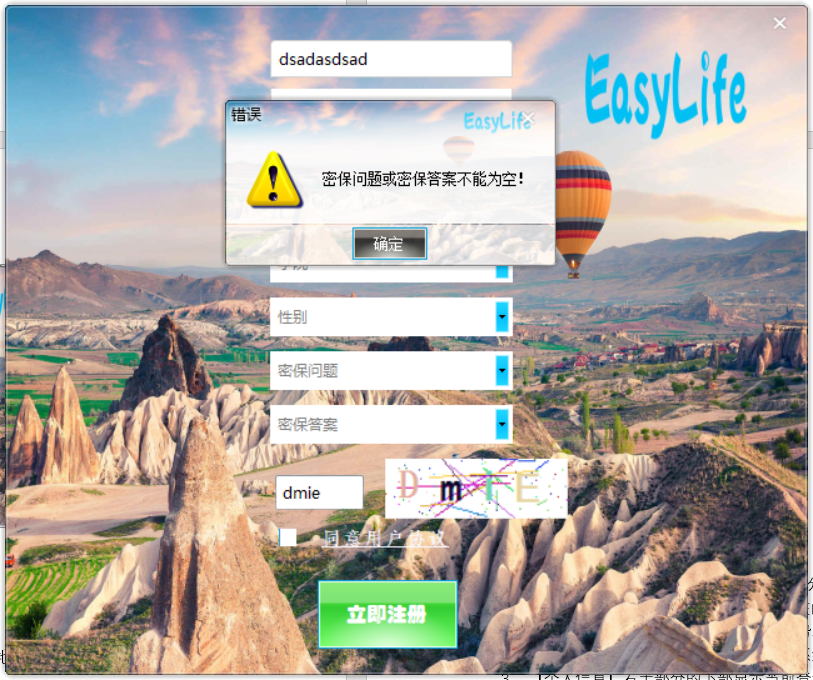 dsadasdsad
EasyLife
错误
EasyLife
密保问题或密保答案不能为空！
确定
性别
密保问题
密保答案
dmie
DmIE
同意用户协议
立即注册